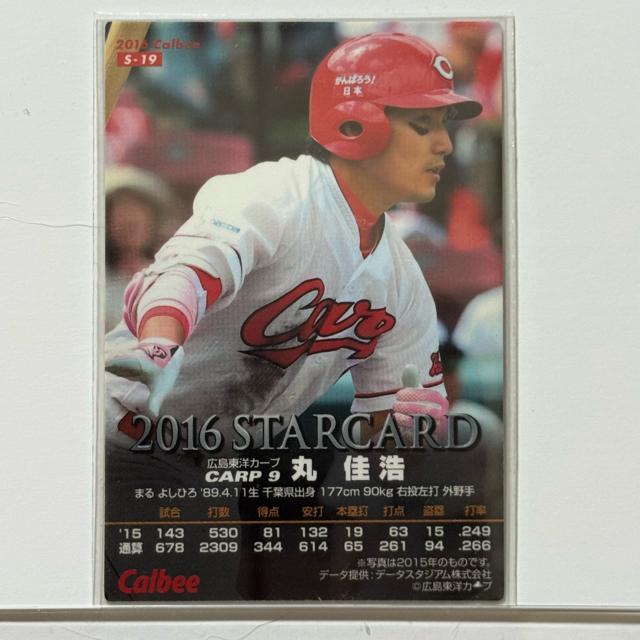 2016 Calbee
S-19
がんばろう!
日本
C
mazda
Carp
2016 STARCARD
広島東洋カープ
CARP 9 丸 佳浩
まる よしひろ '89.4.11生 千葉県出身 177cm 90kg 右投左打 外野手
試合 打数 得点 安打 本塁打 打点 盗塁 打率
'15 143 530 81 132 19 63 15 .249
通算 678 2309 344 614 65 261 94 .266
※写真は2015年のものです。
データ提供:データスタジアム株式会社
Calbee
©広島東洋カープ